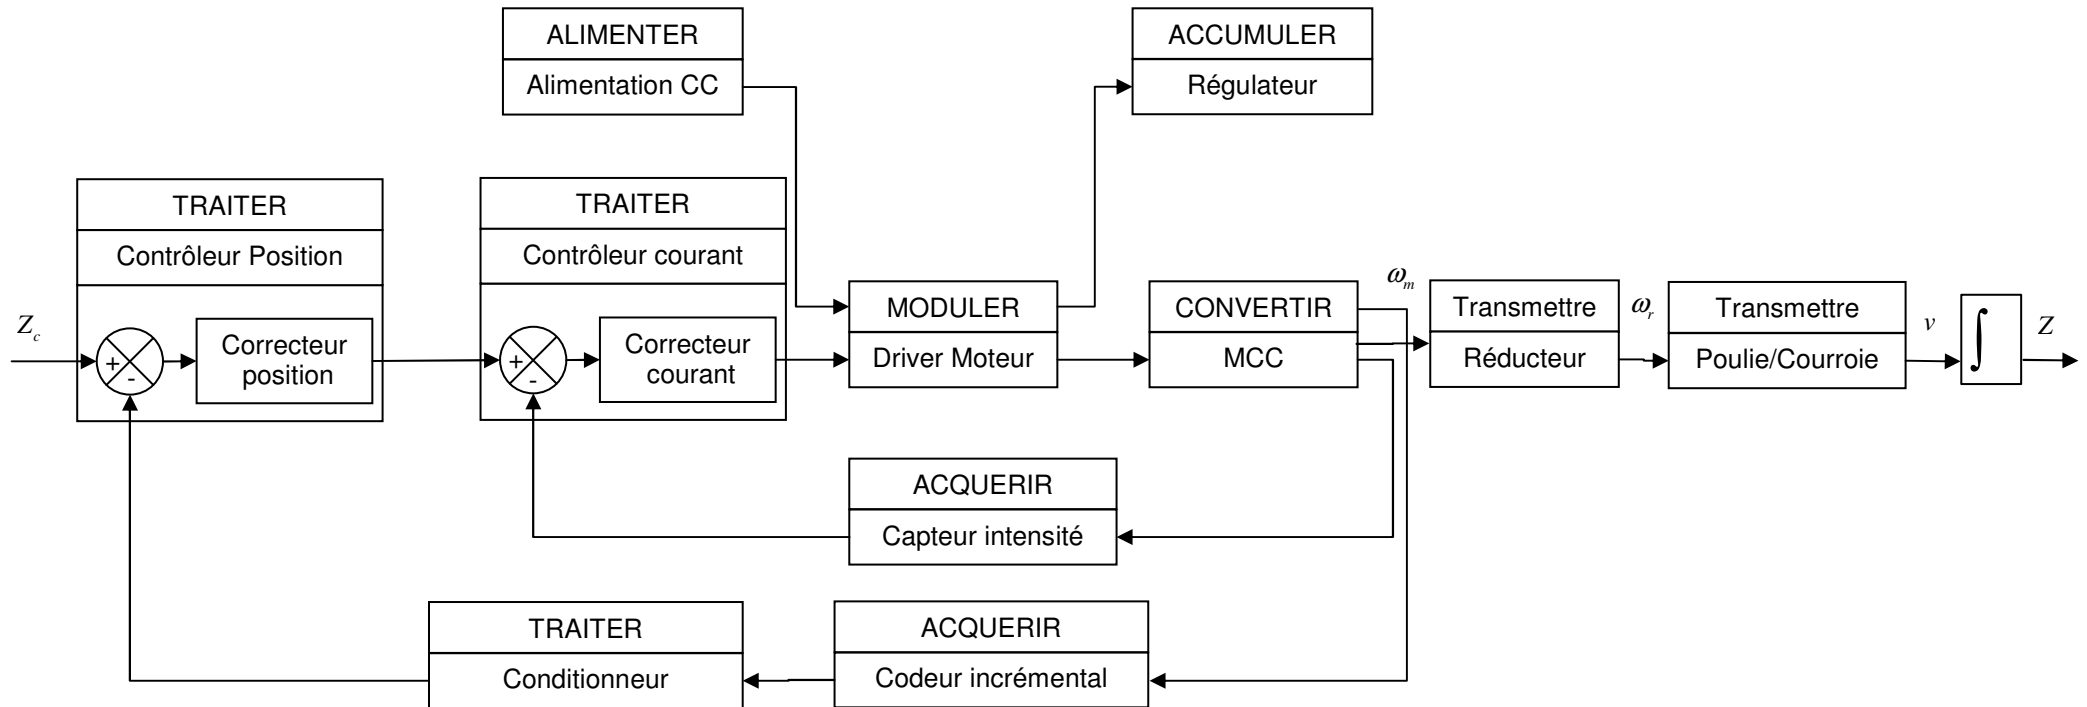 ALIMENTER
Alimentation CC
ACCUMULER
Régulateur
TRAITER
Contrôleur Position
Z_c
+
-
Correcteur
position
TRAITER
Contrôleur courant
+
-
Correcteur
courant
MODULER
Driver Moteur
CONVERTIR
MCC
ω_m
Transmettre
Réducteur
ω_r
Transmettre
Poulie/Courroie
v
∫
Z
ACQUERIR
Capteur intensité
TRAITER
Conditionneur
ACQUERIR
Codeur incrémental